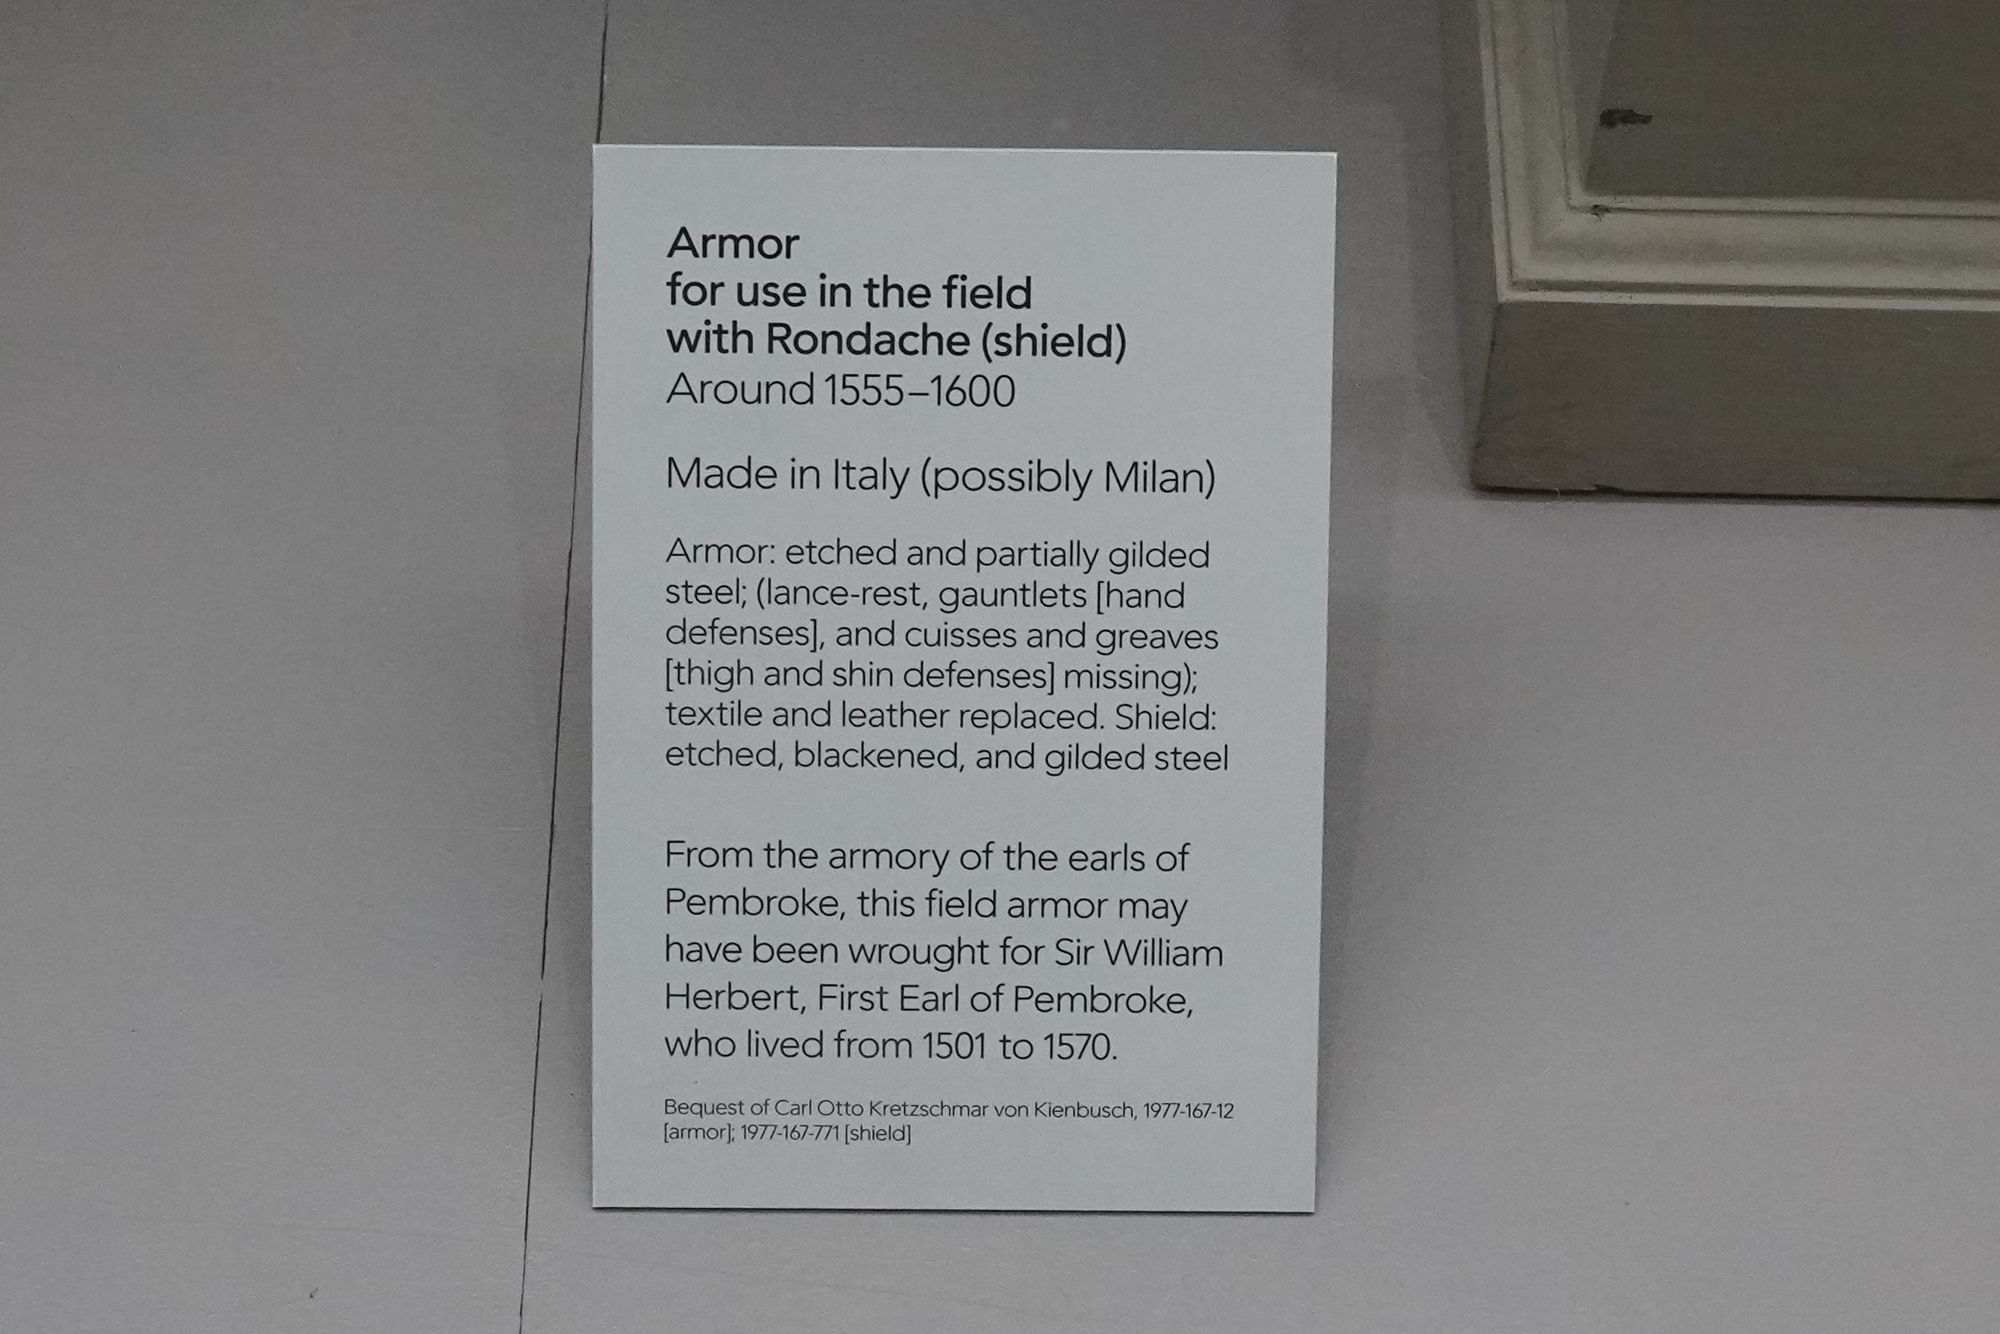 Armor
for use in the field
with Rondache (shield)
Around 1555–1600
Made in Italy (possibly Milan)
Armor: etched and partially gilded
steel; (lance-rest, gauntlets [hand
defenses], and cuisses and greaves
[thigh and shin defenses] missing);
textile and leather replaced. Shield:
etched, blackened, and gilded steel
From the armory of the earls of
Pembroke, this field armor may
have been wrought for Sir William
Herbert, First Earl of Pembroke,
who lived from 1501 to 1570.
Bequest of Carl Otto Kretzschmar von Kienbusch, 1977-167-12
[armor]; 1977-167-771 [shield]